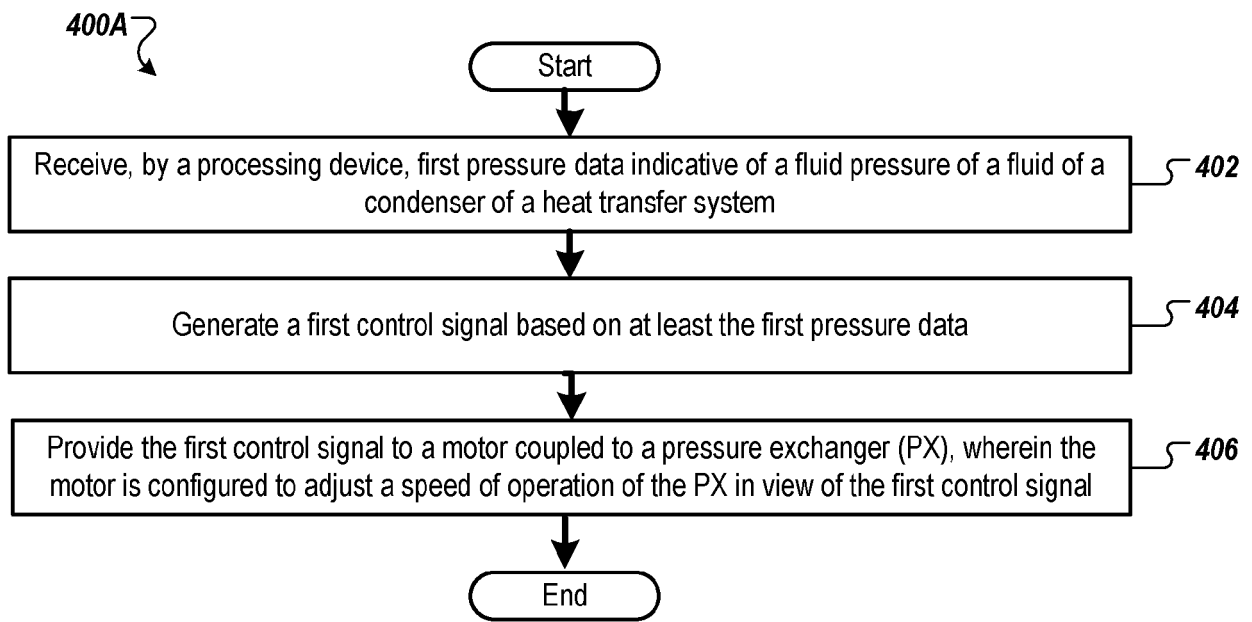 400A
Start
Receive, by a processing device, first pressure data indicative of a fluid pressure of a fluid of a
condenser of a heat transfer system
402
Generate a first control signal based on at least the first pressure data
404
Provide the first control signal to a motor coupled to a pressure exchanger (PX), wherein the
motor is configured to adjust a speed of operation of the PX in view of the first control signal
406
End